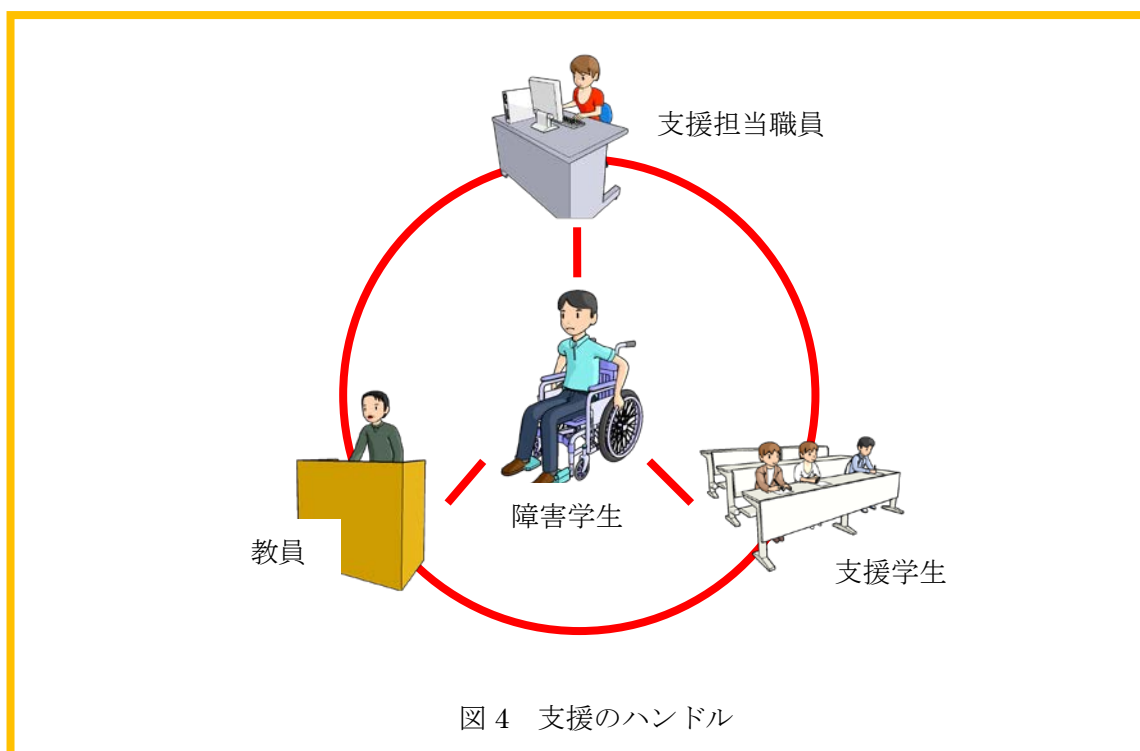 支援担当職員
障害学生
教員
支援学生
図 4　支援のハンドル